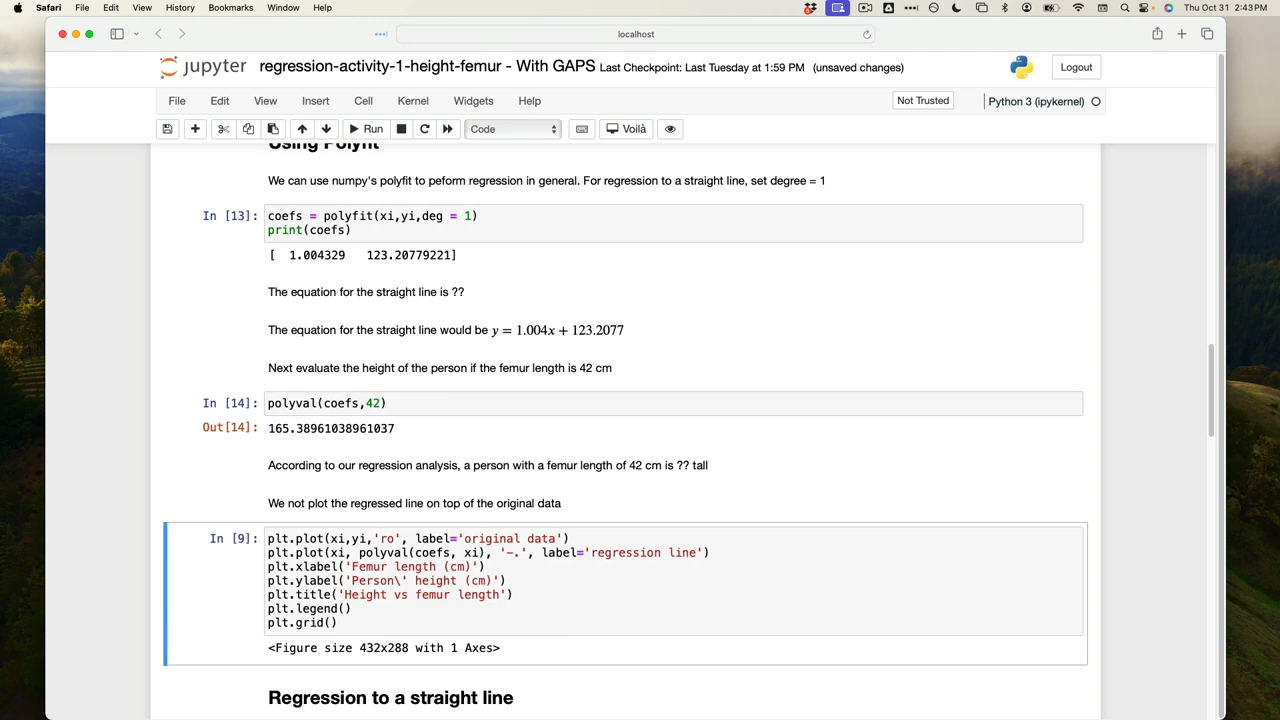 Safari File Edit View History Bookmarks Window Help Thu Oct 31 2:43 PM
localhost
jupyter regression-activity-1-height-femur - With GAPS Last Checkpoint: Last Tuesday at 1:59 PM (unsaved changes) Logout
File Edit View Insert Cell Kernel Widgets Help Not Trusted Python 3 (ipykernel)
Run Code Voilà
Using Polyfit
We can use numpy's polyfit to peform regression in general. For regression to a straight line, set degree = 1
In [13]: coefs = polyfit(xi,yi,deg = 1)
print(coefs)
[ 1.004329 123.20779221]
The equation for the straight line is ??
The equation for the straight line would be y = 1.004x + 123.2077
Next evaluate the height of the person if the femur length is 42 cm
In [14]: polyval(coefs,42)
Out[14]: 165.38961038961037
According to our regression analysis, a person with a femur length of 42 cm is ?? tall
We not plot the regressed line on top of the original data
In [9]: plt.plot(xi,yi,'ro', label='original data')
plt.plot(xi, polyval(coefs, xi), '-.', label='regression line')
plt.xlabel('Femur length (cm)')
plt.ylabel('Person\' height (cm)')
plt.title('Height vs femur length')
plt.legend()
plt.grid()
<Figure size 432x288 with 1 Axes>
Regression to a straight line